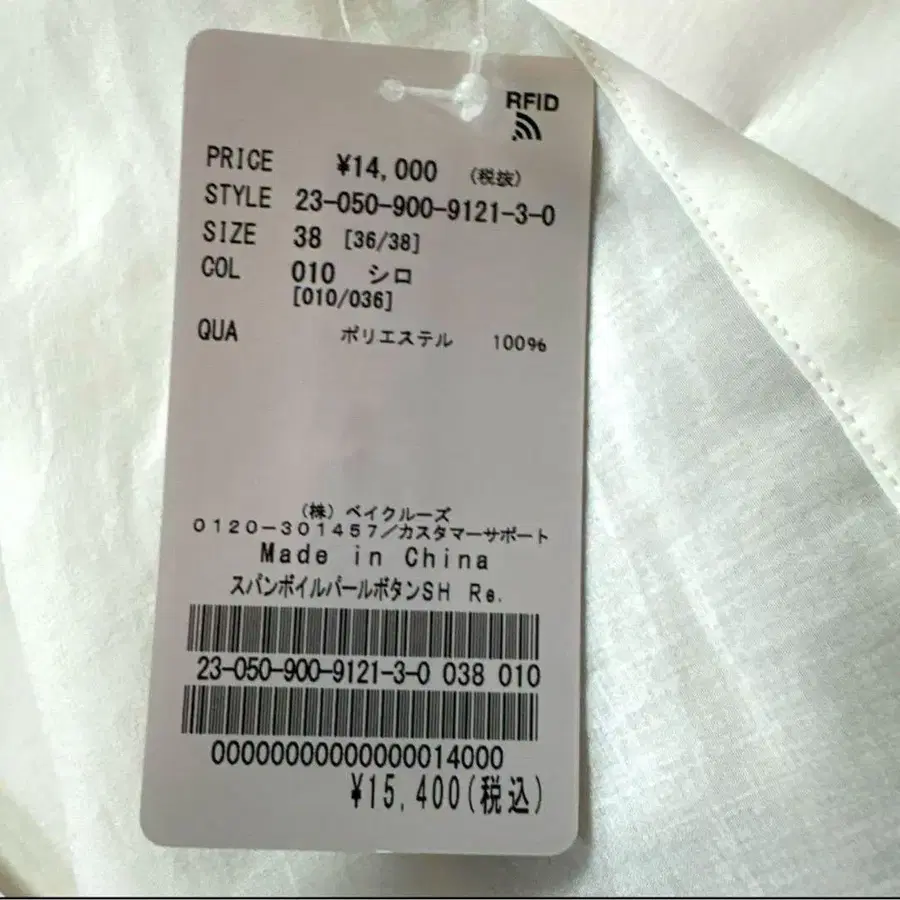 RFID
PRICE ¥14,000 (税抜)
STYLE 23-050-900-9121-3-0
SIZE 38 [36/38]
COL 010 シロ
[010/036]
QUA ポリエステル 100%
(株)ベイクルーズ
0120-301457/カスタマーサポート
Made in China
スパンボイルパールボタンSH Re.
23-050-900-9121-3-0 038 010
00000000000000014000
¥15,400(税込)